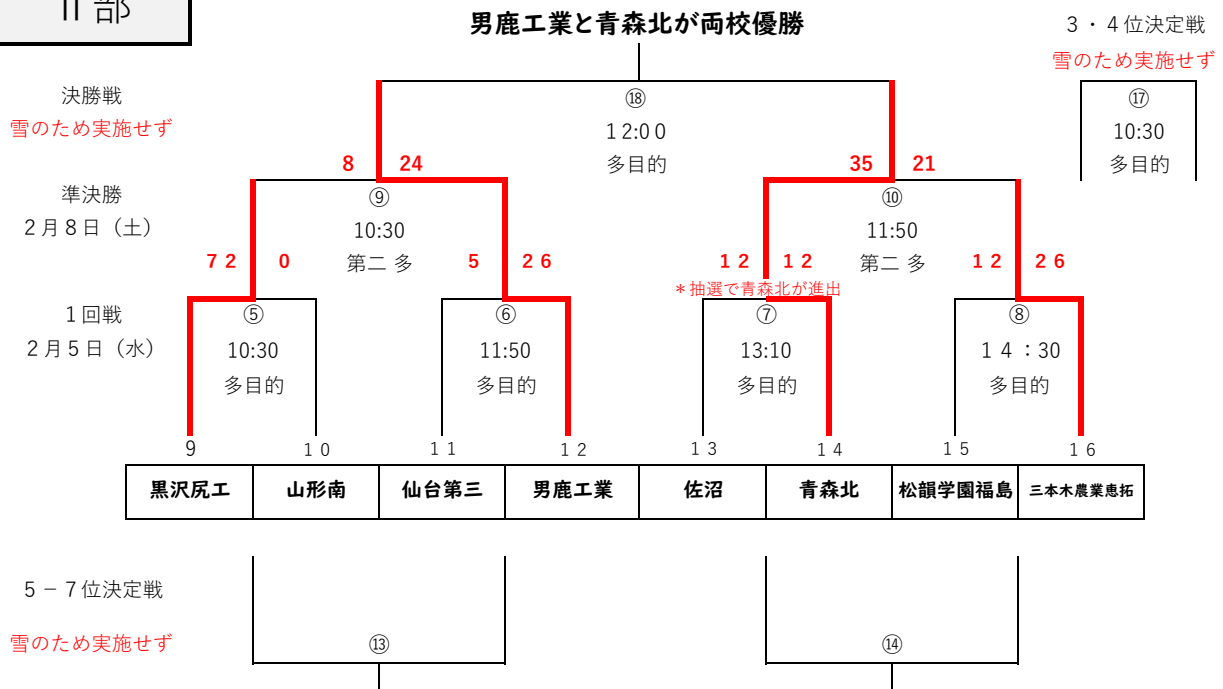 Ⅱ 部
男鹿工業と青森北が両校優勝
3・4位決定戦
雪のため実施せず
決勝戦
雪のため実施せず
⑱
12:00
多目的
⑰
10:30
多目的
8 24
35 21
準決勝
2月8日（土）
⑨
10:30
第二 多
⑩
11:50
第二 多
72 0
5 26
12 12
12 26
＊抽選で青森北が進出
1回戦
2月5日（水）
⑤
10:30
多目的
⑥
11:50
多目的
⑦
13:10
多目的
⑧
14：30
多目的
9 10 11 12 13 14 15 16
黒沢尻工 山形南 仙台第三 男鹿工業 佐沼 青森北 松韻学園福島 三本木農業恵拓
5－7位決定戦
雪のため実施せず
⑬ ⑭